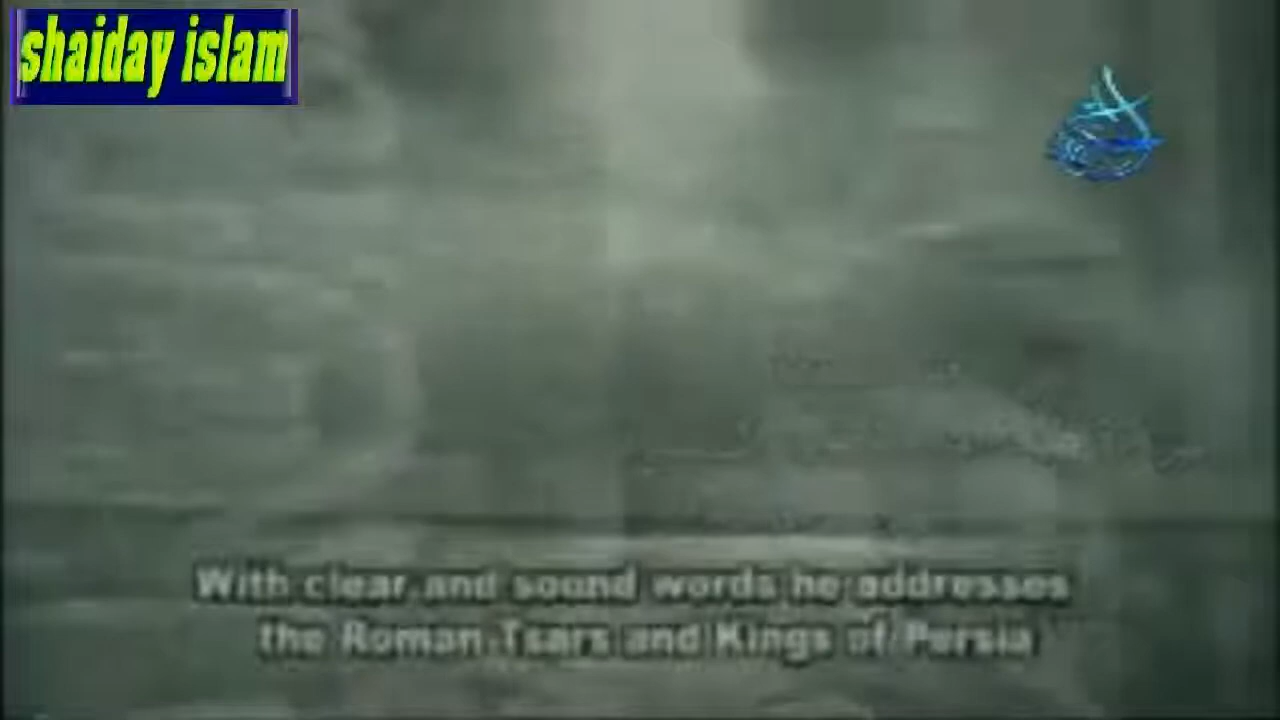 shaiday islam
With clear and sound words he addresses
the Roman Tsars and Kings of Persia